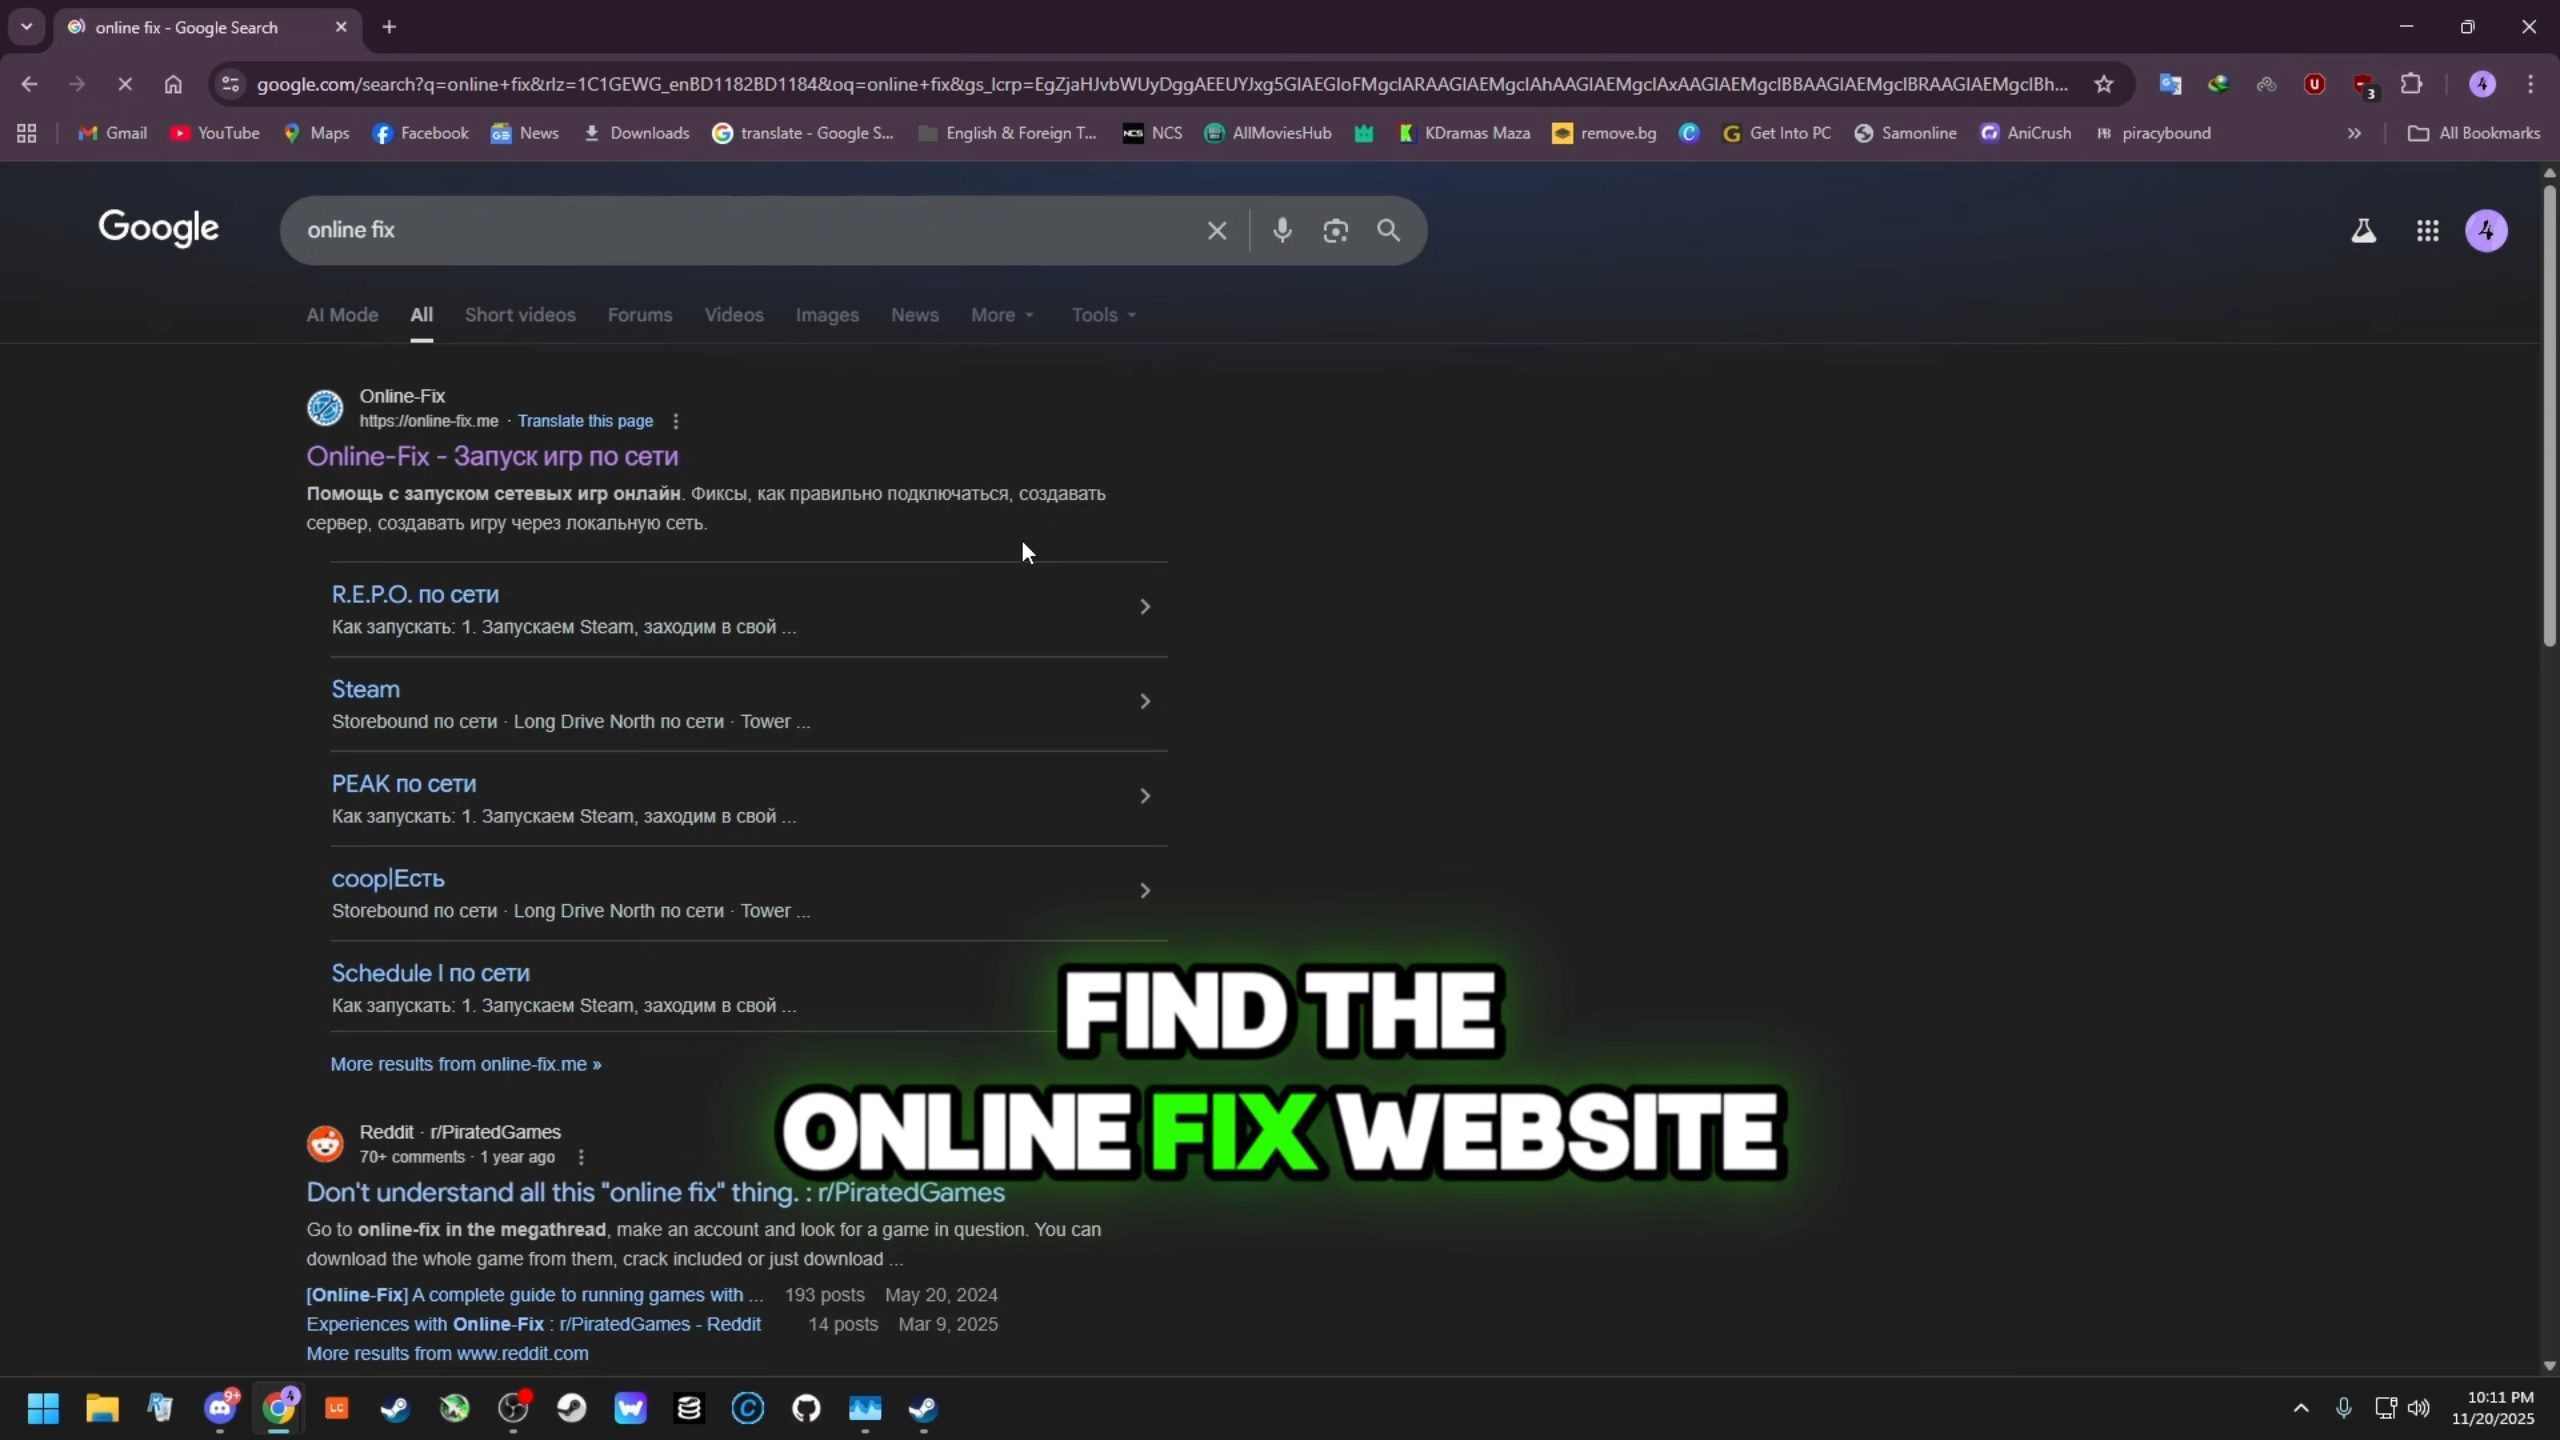 online fix - Google Search
google.com/search?q=online+fix&rlz=1C1GEWG_enBD1182BD1184&oq=online+fix&gs_lcrp=EgZjaHJvbWUyDggAEEUYJxg5GIAEGIoFMgcIARAAGIAEMgcIAhAAGIAEMgcIAxAAGIAEMgcIBBAAGIAEMgcIBRAAGIAEMgcIBh...
3
4
Gmail YouTube Maps Facebook News Downloads translate - Google S... English & Foreign T... NCS NCS AllMoviesHub KDramas Maza remove.bg Get Into PC Samonline AniCrush PB piracybound » All Bookmarks
Google
online fix
4
AI Mode All Short videos Forums Videos Images News More Tools
Online-Fix
https://online-fix.me · Translate this page
Online-Fix - Запуск игр по сети
Помощь с запуском сетевых игр онлайн. Фиксы, как правильно подключаться, создавать
сервер, создавать игру через локальную сеть.
R.E.P.O. по сети
Как запускать: 1. Запускаем Steam, заходим в свой ...
Steam
Storebound по сети · Long Drive North по сети · Tower ...
PEAK по сети
Как запускать: 1. Запускаем Steam, заходим в свой ...
coop|Есть
Storebound по сети · Long Drive North по сети · Tower ...
Schedule I по сети
Как запускать: 1. Запускаем Steam, заходим в свой ...
More results from online-fix.me »
FIND THE
ONLINE FIX WEBSITE
Reddit · r/PiratedGames
70+ comments · 1 year ago
Don't understand all this "online fix" thing. : r/PiratedGames
Go to online-fix in the megathread, make an account and look for a game in question. You can
download the whole game from them, crack included or just download ...
[Online-Fix] A complete guide to running games with ... 193 posts May 20, 2024
Experiences with Online-Fix : r/PiratedGames - Reddit 14 posts Mar 9, 2025
More results from www.reddit.com
9+
4
LC
10:11 PM
11/20/2025